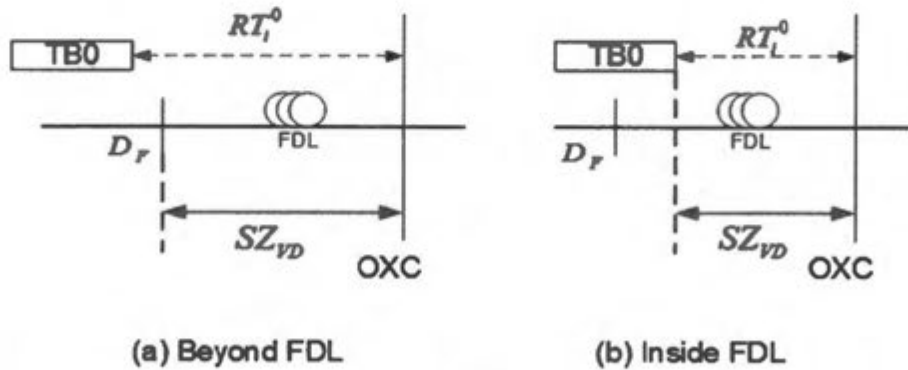 RT_i^0
TB0
FDL
D_F
SZ_VD
OXC
(a) Beyond FDL
RT_i^0
TB0
FDL
D_F
SZ_VD
OXC
(b) Inside FDL